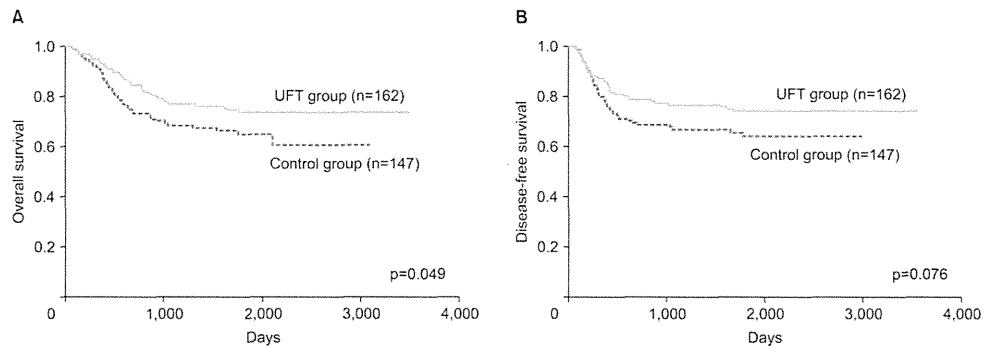 A
Overall survival
1.0
0.8
0.6
0.4
0.2
0
1,000
2,000
3,000
4,000
Days
UFT group (n=162)
Control group (n=147)
p=0.049
B
Disease-free survival
1.0
0.8
0.6
0.4
0.2
0
1,000
2,000
3,000
4,000
Days
UFT group (n=162)
Control group (n=147)
p=0.076